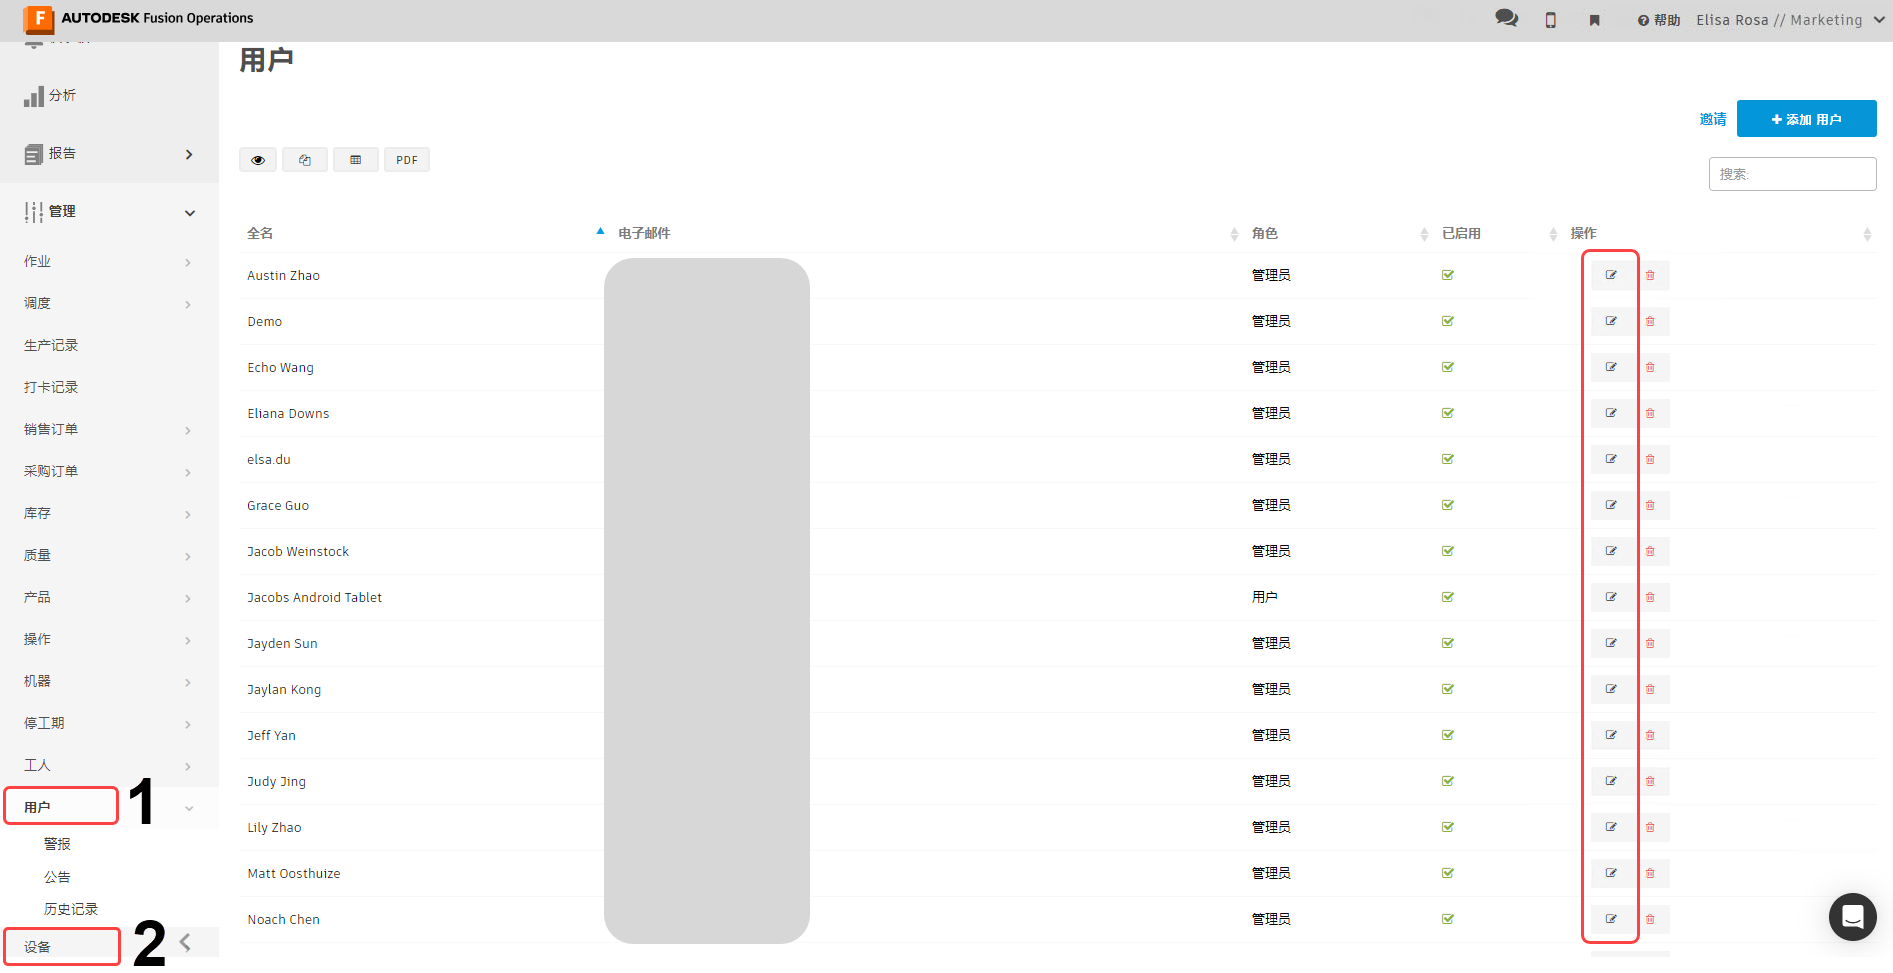 AUTODESK Fusion Operations
帮助
Elisa Rosa // Marketing
分析
报告
管理
作业
调度
生产记录
打卡记录
销售订单
采购订单
库存
质量
产品
操作
机器
停工期
工人
用户
1
警报
公告
历史记录
设备
2
用户
邀请
添加 用户
PDF
搜索:
全名 电子邮件 角色 已启用 操作
Austin Zhao 管理员
Demo 管理员
Echo Wang 管理员
Eliana Downs 管理员
elsa.du 管理员
Grace Guo 管理员
Jacob Weinstock 管理员
Jacobs Android Tablet 用户
Jayden Sun 管理员
Jaylan Kong 管理员
Jeff Yan 管理员
Judy Jing 管理员
Lily Zhao 管理员
Matt Oosthuize 管理员
Noach Chen 管理员